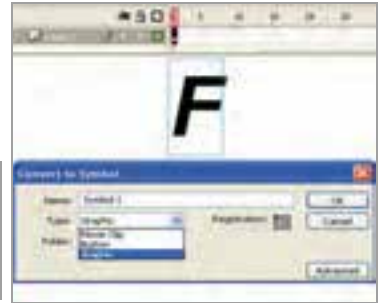 F
Convert to Symbol
Name: Symbol 1
OK
Type: Graphic
Registration:
Cancel
Movie Clip
Button
Graphic
Folder:
Advanced